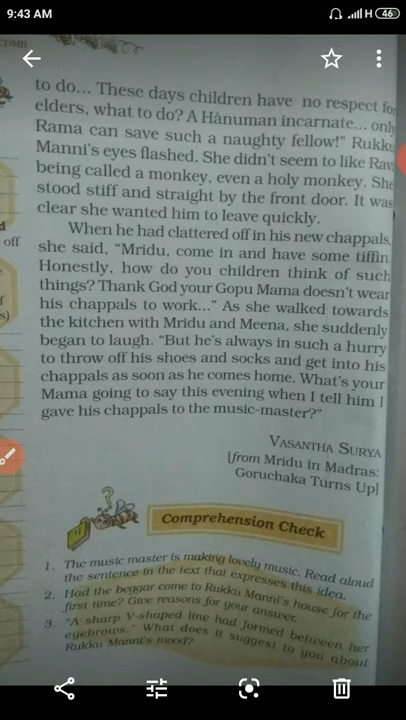 9:43 AM
H 46
COMB
to do... These days children have no respect for
elders, what to do? A Hanuman incarnate... only
Rama can save such a naughty fellow!" Rukku
Manni's eyes flashed. She didn't seem to like Rav
being called a monkey, even a holy monkey. She
stood stiff and straight by the front door. It was
clear she wanted him to leave quickly.
When he had clattered off in his new chappals,
she said, "Mridu, come in and have some tiffin.
Honestly, how do you children think of such
things? Thank God your Gopu Mama doesn't wear
his chappals to work..." As she walked towards
the kitchen with Mridu and Meena, she suddenly
began to laugh. "But he's always in such a hurry
to throw off his shoes and socks and get into his
chappals as soon as he comes home. What's your
Mama going to say this evening when I tell him I
gave his chappals to the music-master?"
off
s)
VASANTHA SURYA
[from Mridu in Madras:
Goruchaka Turns Up]
?
Comprehension Check
1. The music master is making lovely music. Read aloud
the sentence in the text that expresses this idea.
2. Had the beggar come to Rukku Manni's house for the
first time? Give reasons for your answer.
3. "A sharp V-shaped line had formed between her
eyebrows." What does it suggest to you about
Rukku Manni's mood?